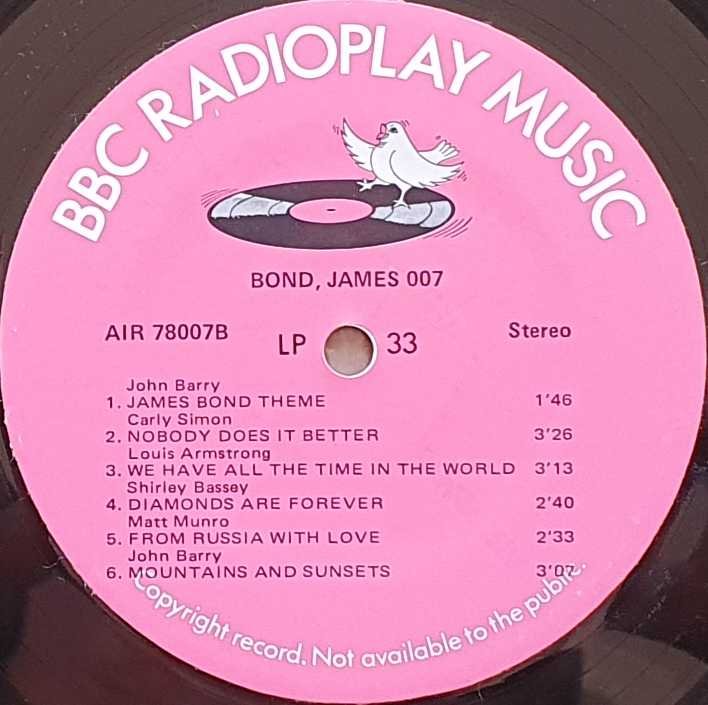 BBC RADIOPLAY MUSIC
BOND, JAMES 007
AIR 78007B LP 33 Stereo
John Barry
1. JAMES BOND THEME 1'46
Carly Simon
2. NOBODY DOES IT BETTER 3'26
Louis Armstrong
3. WE HAVE ALL THE TIME IN THE WORLD 3'13
Shirley Bassey
4. DIAMONDS ARE FOREVER 2'40
Matt Munro
5. FROM RUSSIA WITH LOVE 2'33
John Barry
6. MOUNTAINS AND SUNSETS 3'07
Copyright record. Not available to the public.